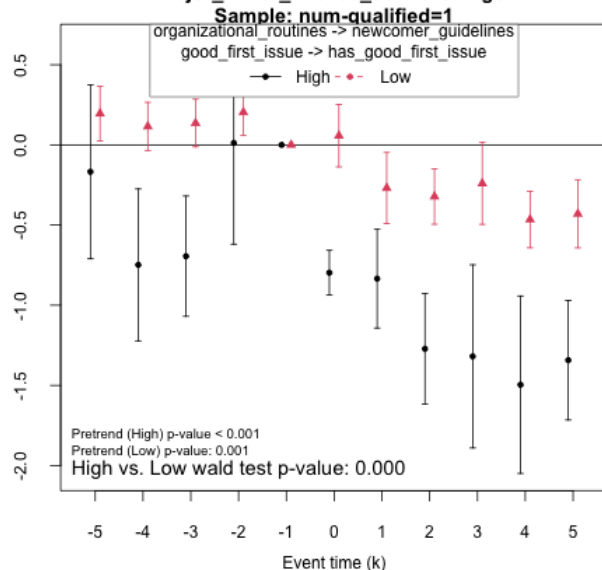 Sample: num-qualified=1
organizational_routines -> newcomer_guidelines
good_first_issue -> has_good_first_issue
High Low
0.5
0.0
-0.5
-1.0
-1.5
-2.0
Pretrend (High) p-value < 0.001
Pretrend (Low) p-value: 0.001
High vs. Low wald test p-value: 0.000
-5 -4 -3 -2 -1 0 1 2 3 4 5
Event time (k)